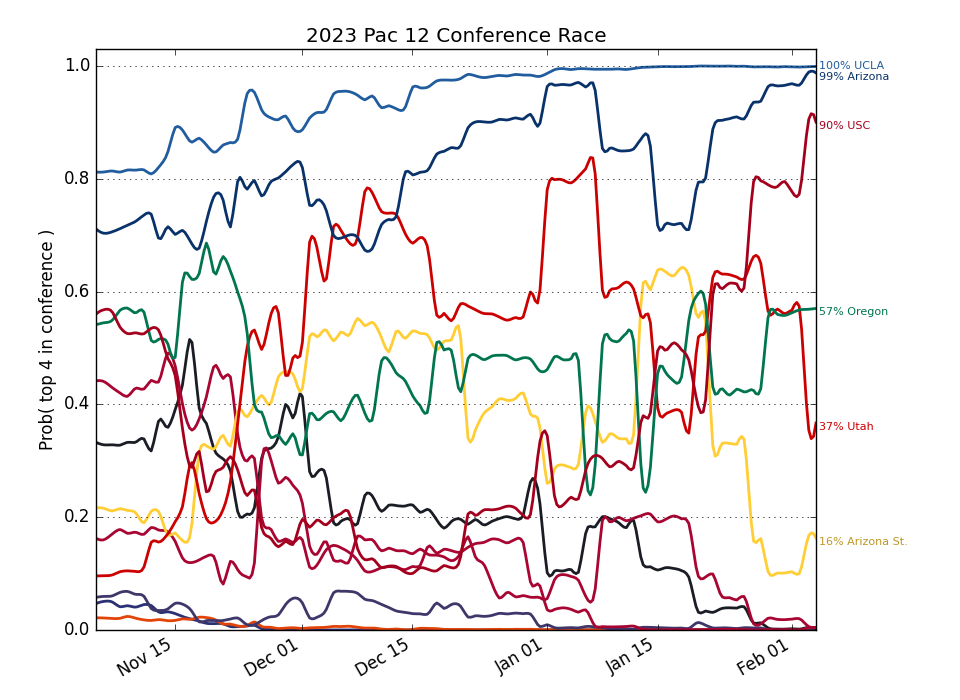 2023 Pac 12 Conference Race
Prob( top 4 in conference )
1.0
0.8
0.6
0.4
0.2
0.0
Nov 15
Dec 01
Dec 15
Jan 01
Jan 15
Feb 01
100% UCLA
99% Arizona
90% USC
57% Oregon
37% Utah
16% Arizona St.